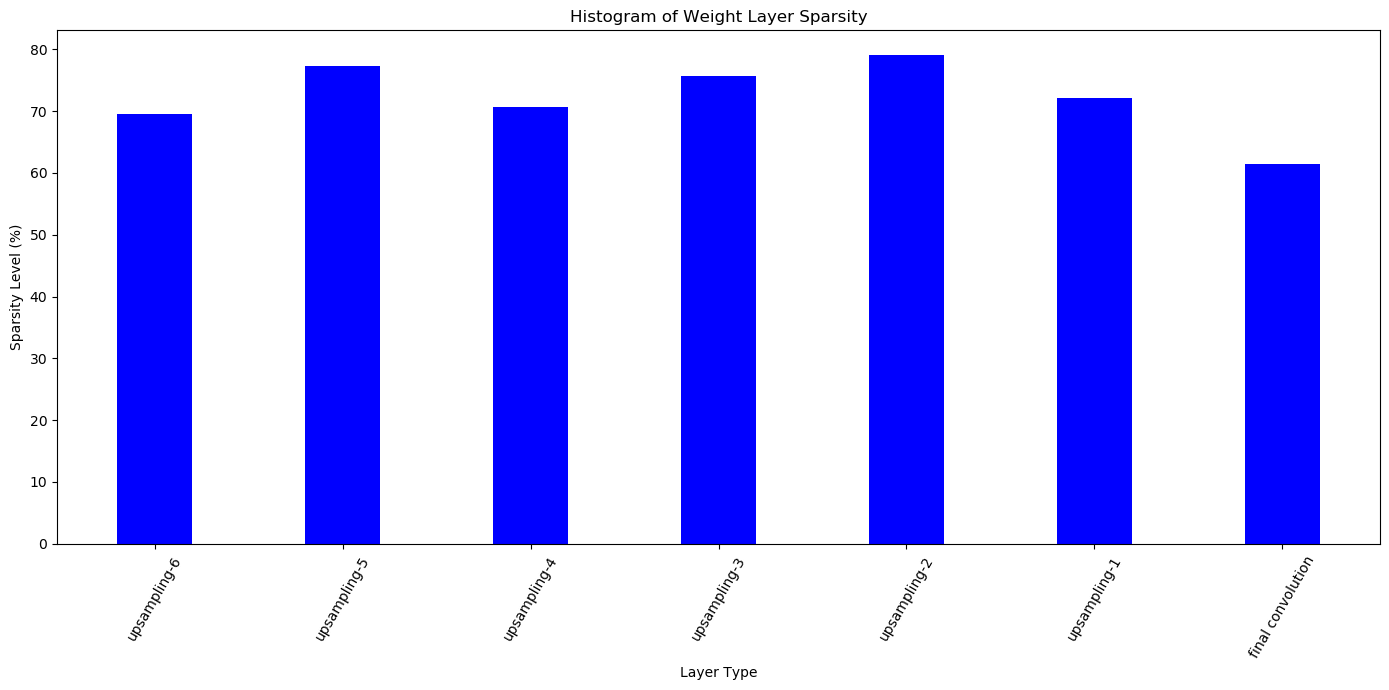 Histogram of Weight Layer Sparsity
Sparsity Level (%)
80
70
60
50
40
30
20
10
0
upsampling-6
upsampling-5
upsampling-4
upsampling-3
upsampling-2
upsampling-1
final convolution
Layer Type